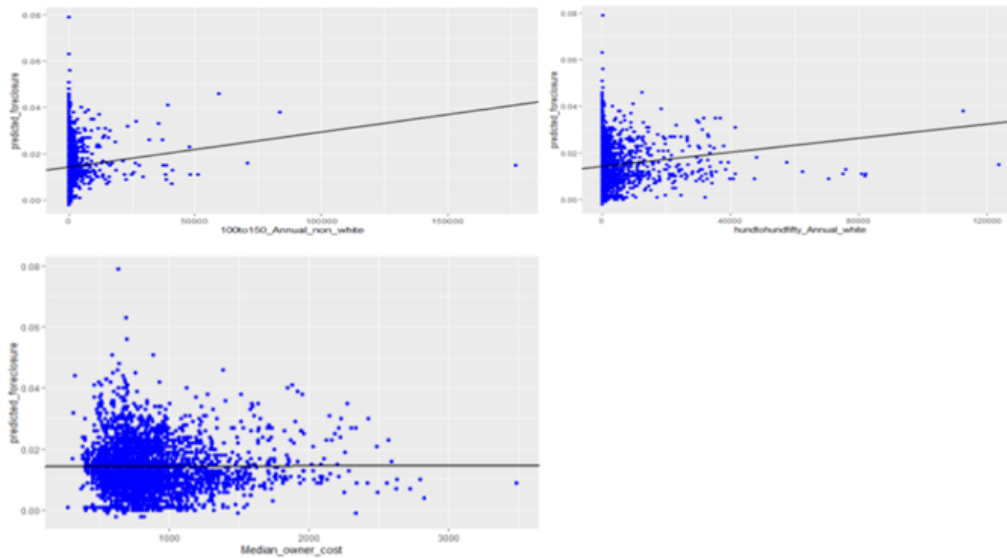 0.08
0.06
0.04
0.02
0.00
predicted_foreclosure
0 50000 100000 150000
100to150_Annual_non_white
0.08
0.06
0.04
0.02
0.00
predicted_foreclosure
0 40000 80000 120000
hundtohundfifty_Annual_white
0.08
0.06
0.04
0.02
0.00
predicted_foreclosure
1000 2000 3000
Median_owner_cost